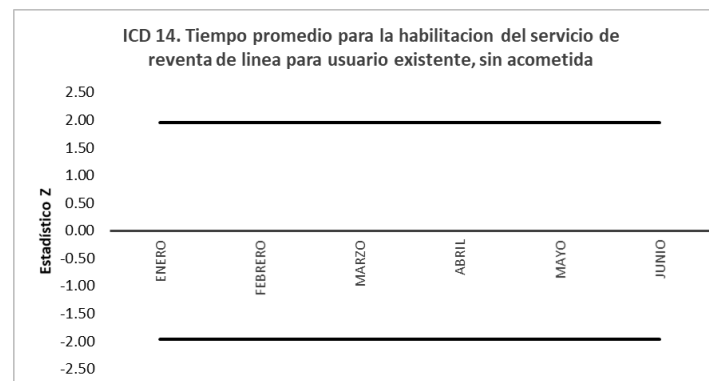 ICD 14. Tiempo promedio para la habilitacion del servicio de
reventa de linea para usuario existente, sin acometida
2.50
2.00
1.50
1.00
0.50
0.00
-0.50
-1.00
-1.50
-2.00
-2.50
Estadístico Z
ENERO
FEBRERO
MARZO
ABRIL
MAYO
JUNIO